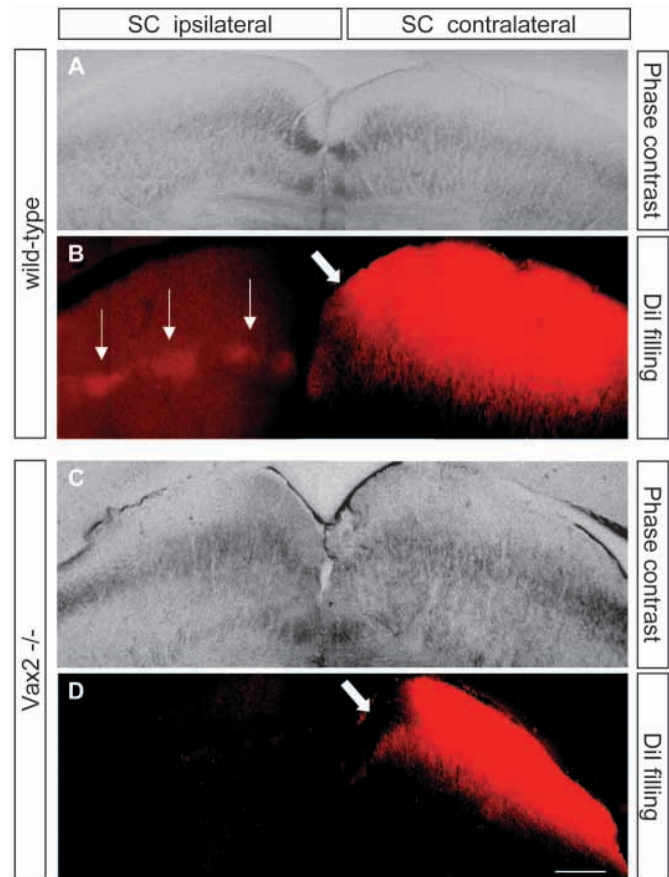 SC ipsilateral
SC contralateral
wild-type
A
Phase contrast
B
DiI filling
Vax2 -/-
C
Phase contrast
D
DiI filling